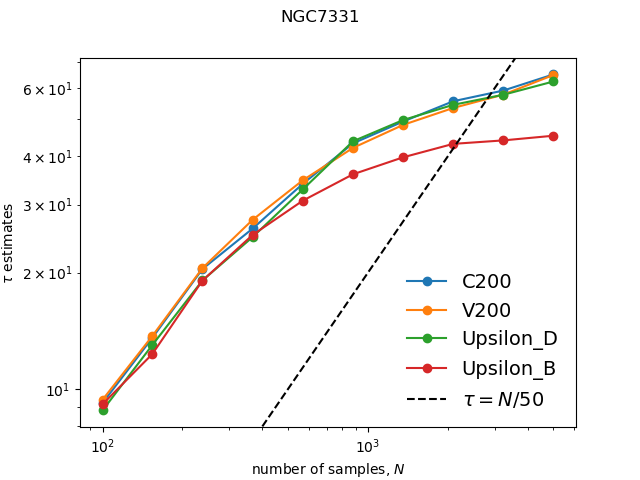 NGC7331
6 × 10¹
4 × 10¹
3 × 10¹
2 × 10¹
10¹
τ estimates
C200
V200
Upsilon_D
Upsilon_B
τ = N/50
10² 10³
number of samples, N